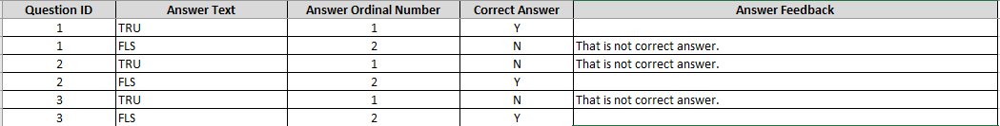 Question ID Answer Text Answer Ordinal Number Correct Answer Answer Feedback
1 TRU 1 Y
1 FLS 2 N That is not correct answer.
2 TRU 1 N That is not correct answer.
2 FLS 2 Y
3 TRU 1 N That is not correct answer.
3 FLS 2 Y